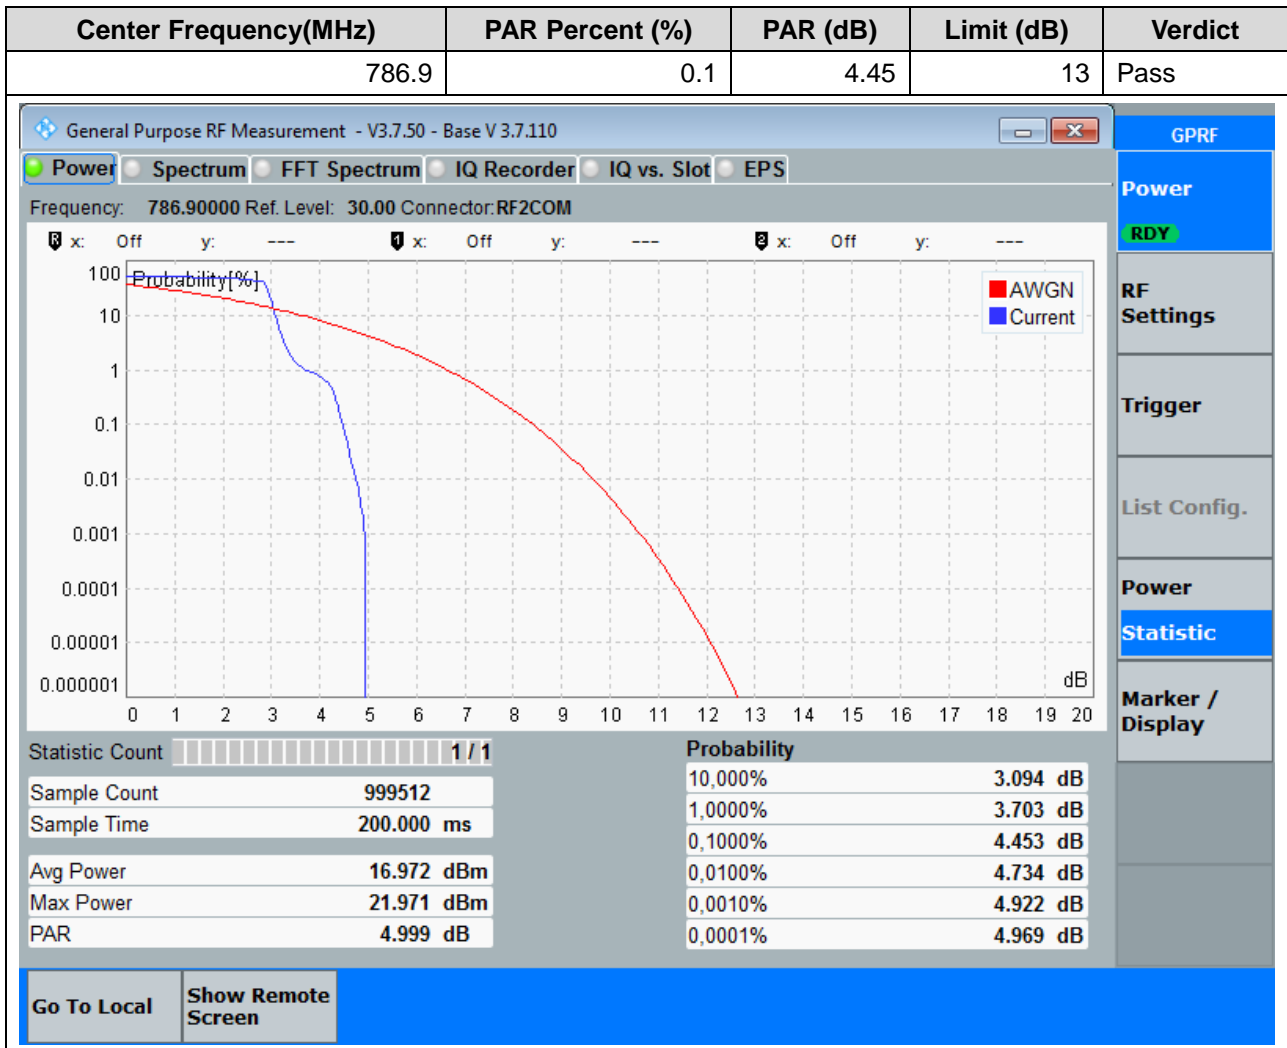 Center Frequency(MHz) PAR Percent (%) PAR (dB) Limit (dB) Verdict
786.9 0.1 4.45 13 Pass
General Purpose RF Measurement - V3.7.50 - Base V 3.7.110
GPRF
Power Spectrum FFT Spectrum IQ Recorder IQ vs. Slot EPS
Frequency: 786.90000 Ref. Level: 30.00 Connector:RF2COM
R x: Off y: --- 1 x: Off y: --- 2 x: Off y: ---
Probability[%]
100
10
1
0.1
0.01
0.001
0.0001
0.00001
0.000001
AWGN
Current
dB
0 1 2 3 4 5 6 7 8 9 10 11 12 13 14 15 16 17 18 19 20
Statistic Count 1 / 1
Sample Count 999512
Sample Time 200.000 ms
Avg Power 16.972 dBm
Max Power 21.971 dBm
PAR 4.999 dB
Probability
10,000% 3.094 dB
1,0000% 3.703 dB
0,1000% 4.453 dB
0,0100% 4.734 dB
0,0010% 4.922 dB
0,0001% 4.969 dB
Power
RDY
RF
Settings
Trigger
List Config.
Power
Statistic
Marker /
Display
Go To Local
Show Remote
Screen